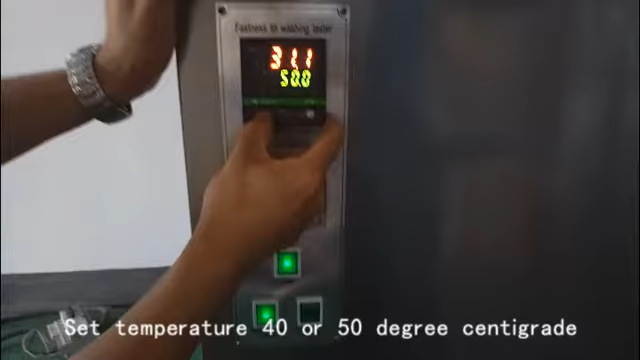 Fastness to washing tester
31.1
50.0
Set temperature 40 or 50 degree centigrade